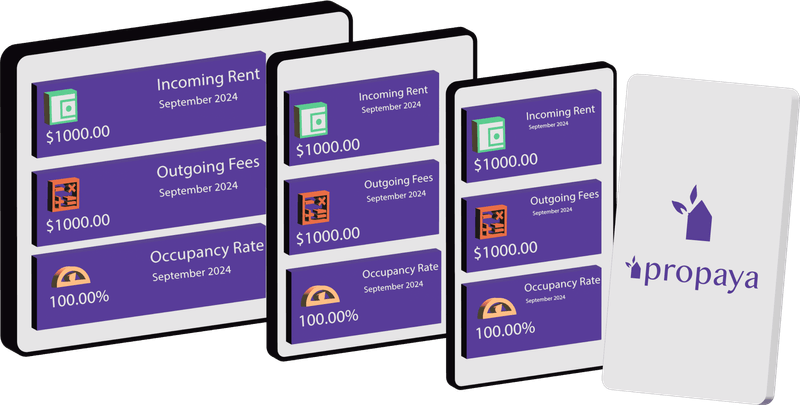 Incoming Rent
September 2024
$1000.00
Outgoing Fees
September 2024
$1000.00
Occupancy Rate
September 2024
100.00%
Incoming Rent
September 2024
$1000.00
Outgoing Fees
September 2024
$1000.00
Occupancy Rate
September 2024
100.00%
Incoming Rent
September 2024
$1000.00
Outgoing Fees
September 2024
$1000.00
Occupancy Rate
September 2024
100.00%
propaya